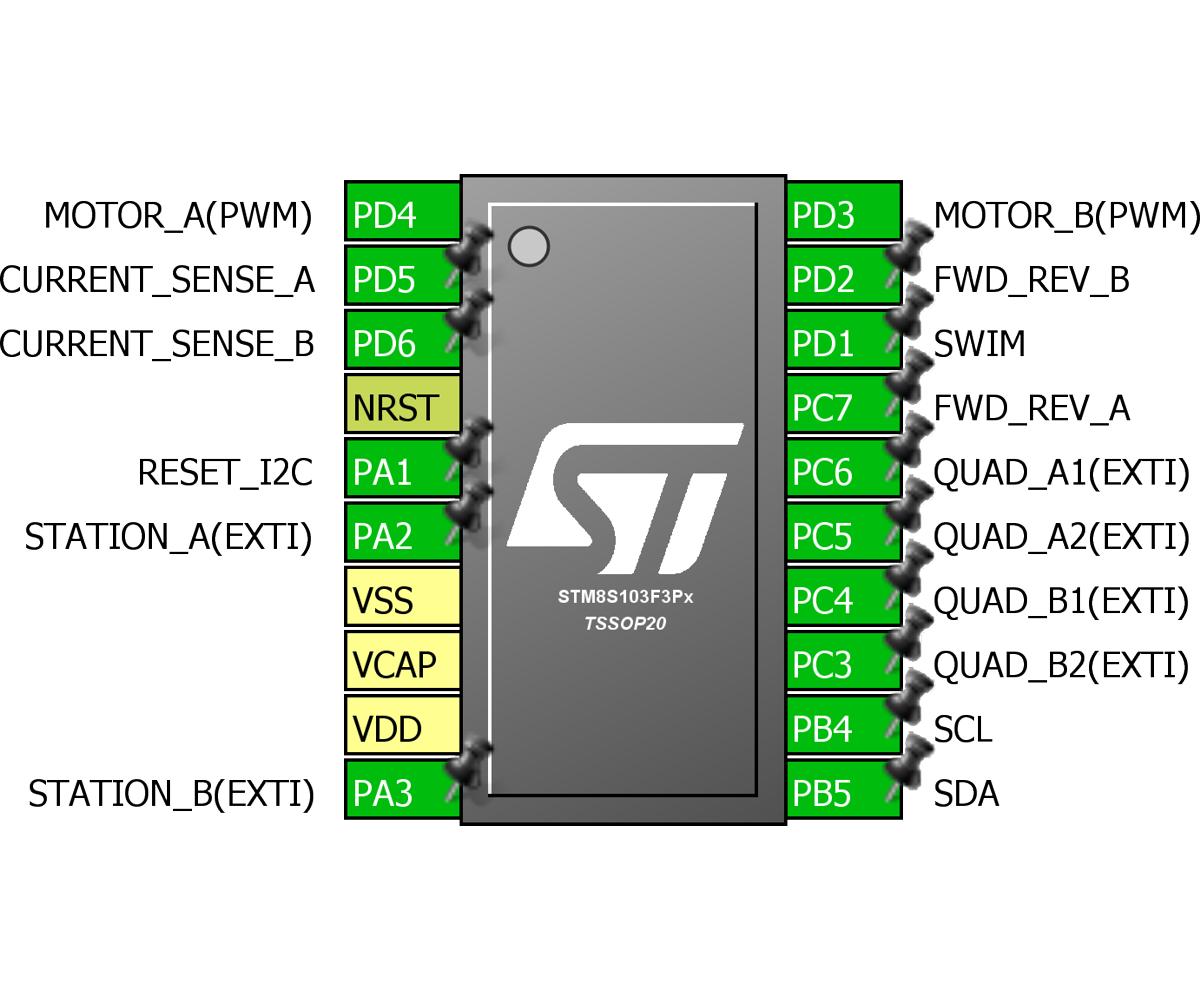 MOTOR_A(PWM) PD4 PD3 MOTOR_B(PWM)
CURRENT_SENSE_A PD5 PD2 FWD_REV_B
CURRENT_SENSE_B PD6 PD1 SWIM
NRST PC7 FWD_REV_A
RESET_I2C PA1 PC6 QUAD_A1(EXTI)
STATION_A(EXTI) PA2 PC5 QUAD_A2(EXTI)
VSS STM8S103F3Px PC4 QUAD_B1(EXTI)
TSSOP20
VCAP PC3 QUAD_B2(EXTI)
VDD PB4 SCL
STATION_B(EXTI) PA3 PB5 SDA
ST